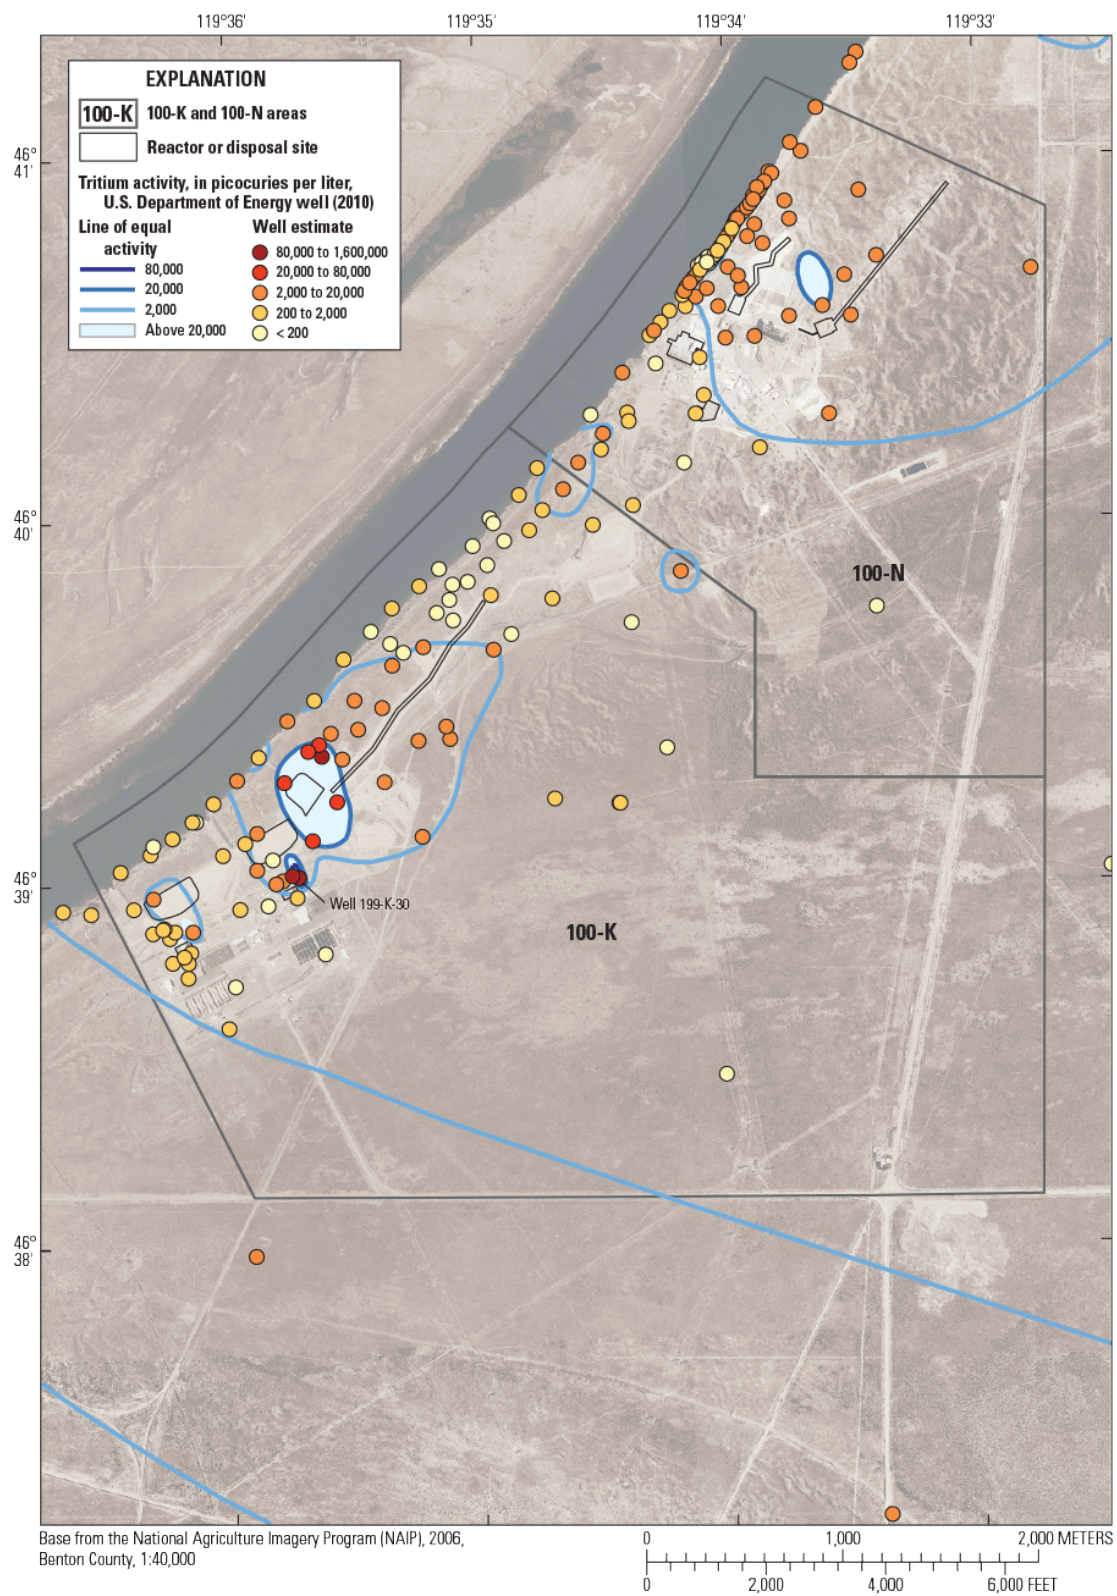 119°36' 119°35' 119°34' 119°33'
EXPLANATION
100-K 100-K and 100-N areas
Reactor or disposal site
Tritium activity, in picocuries per liter,
U.S. Department of Energy well (2010)
Line of equal
activity
80,000
20,000
2,000
Above 20,000
Well estimate
80,000 to 1,600,000
20,000 to 80,000
2,000 to 20,000
200 to 2,000
< 200
46°
41'
46°
40'
100-N
46°
39'
Well 199-K-30
100-K
46°
38'
Base from the National Agriculture Imagery Program (NAIP), 2006,
Benton County, 1:40,000
0 1,000 2,000 METERS
0 2,000 4,000 6,000 FEET